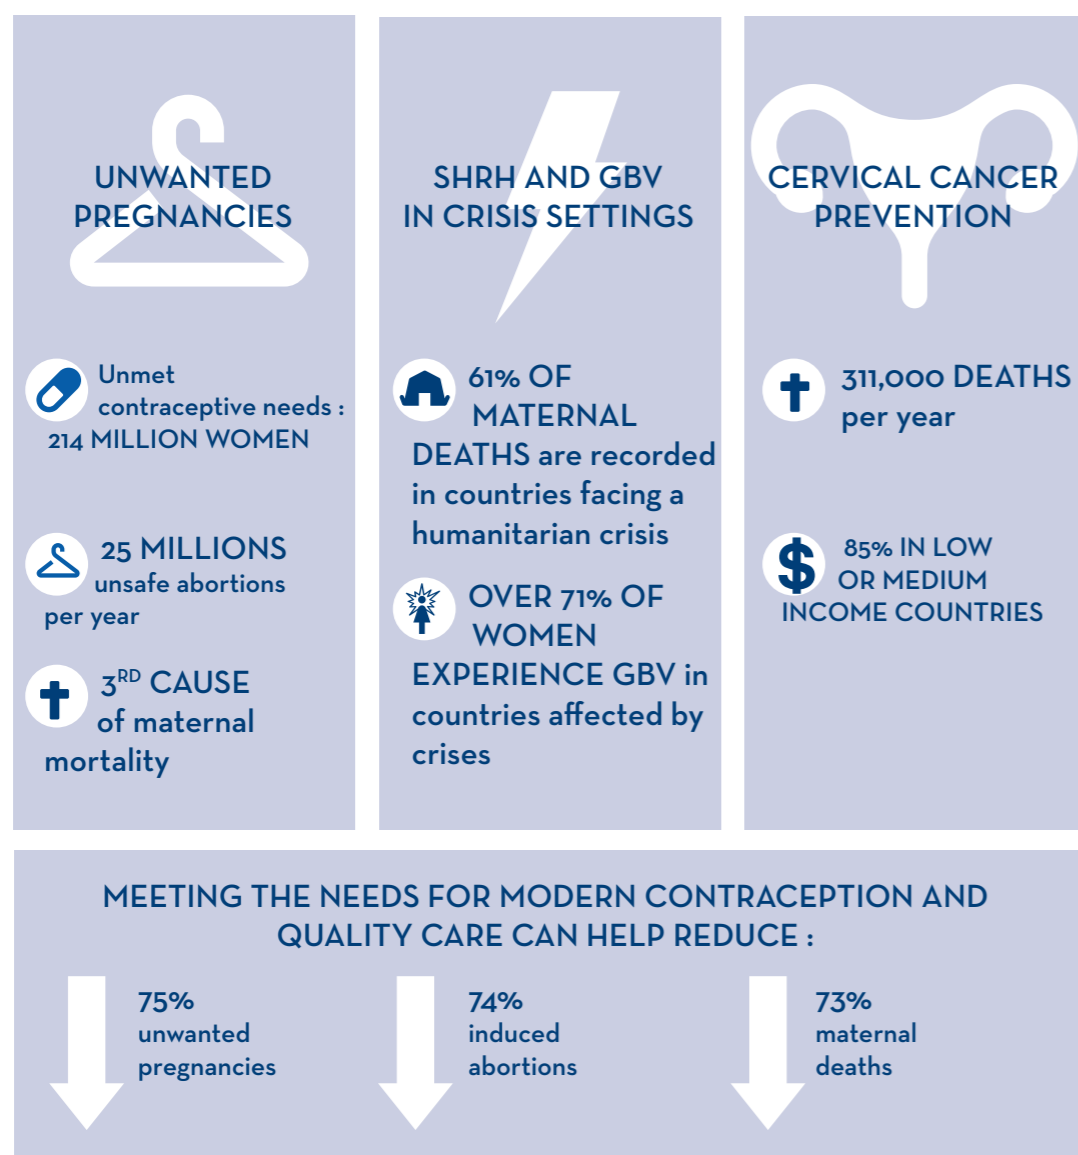 UNWANTED
PREGNANCIES
Unmet
contraceptive needs :
214 MILLION WOMEN
25 MILLIONS
unsafe abortions
per year
3RD CAUSE
of maternal
mortality
SHRH AND GBV
IN CRISIS SETTINGS
61% OF
MATERNAL
DEATHS are recorded
in countries facing a
humanitarian crisis
OVER 71% OF
WOMEN
EXPERIENCE GBV in
countries affected by
crises
CERVICAL CANCER
PREVENTION
311,000 DEATHS
per year
$
85% IN LOW
OR MEDIUM
INCOME COUNTRIES
MEETING THE NEEDS FOR MODERN CONTRACEPTION AND
QUALITY CARE CAN HELP REDUCE :
75%
unwanted
pregnancies
74%
induced
abortions
73%
maternal
deaths